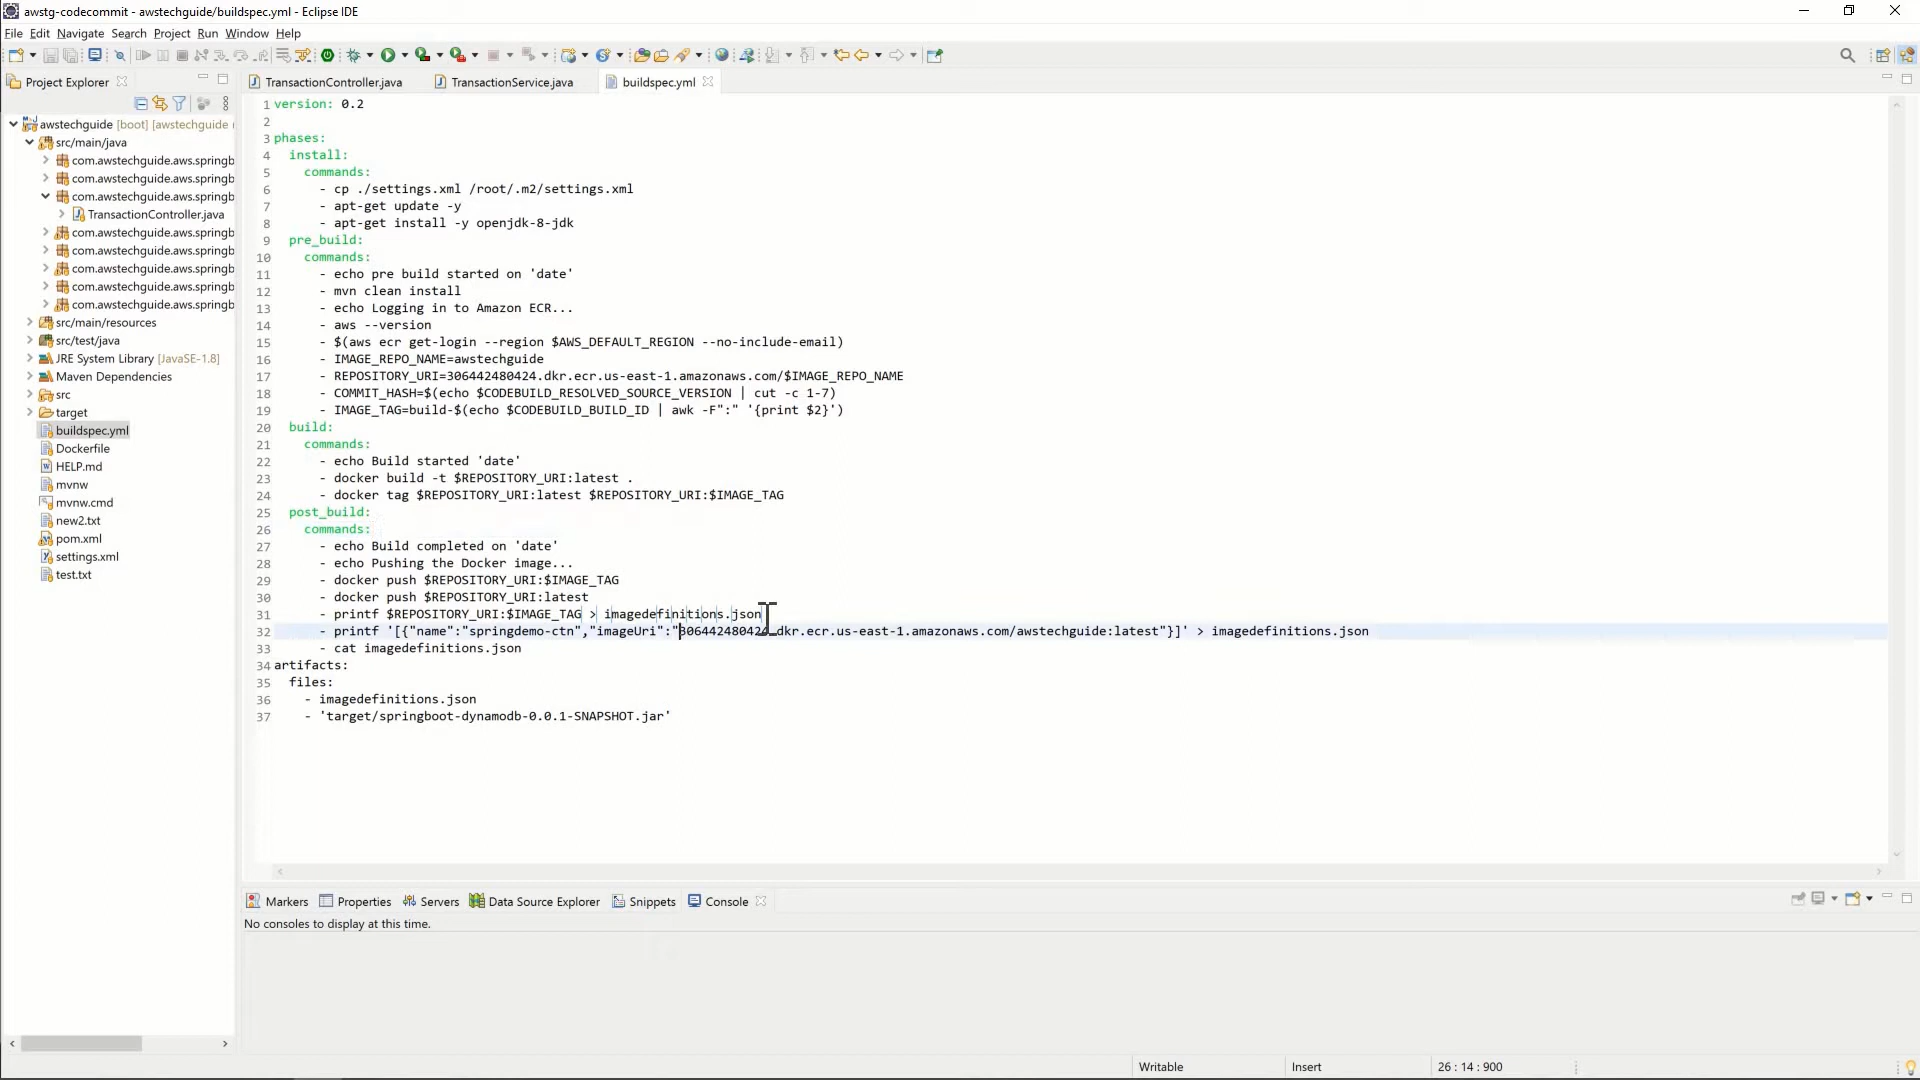 awstg-codecommit - awstechguide/buildspec.yml - Eclipse IDE
File Edit Navigate Search Project Run Window Help
Project Explorer
TransactionController.java
TransactionService.java
buildspec.yml
awstechguide [boot] [awstechguide
src/main/java
com.awstechguide.aws.springb
com.awstechguide.aws.springb
com.awstechguide.aws.springb
TransactionController.java
com.awstechguide.aws.springb
com.awstechguide.aws.springb
com.awstechguide.aws.springb
com.awstechguide.aws.springb
com.awstechguide.aws.springb
src/main/resources
src/test/java
JRE System Library [JavaSE-1.8]
Maven Dependencies
src
target
buildspec.yml
Dockerfile
HELP.md
mvnw
mvnw.cmd
new2.txt
pom.xml
settings.xml
test.txt
1 version: 0.2
2
3 phases:
4 install:
5 commands:
6 - cp ./settings.xml /root/.m2/settings.xml
7 - apt-get update -y
8 - apt-get install -y openjdk-8-jdk
9 pre_build:
10 commands:
11 - echo pre build started on 'date'
12 - mvn clean install
13 - echo Logging in to Amazon ECR...
14 - aws --version
15 - $(aws ecr get-login --region $AWS_DEFAULT_REGION --no-include-email)
16 - IMAGE_REPO_NAME=awstechguide
17 - REPOSITORY_URI=306442480424.dkr.ecr.us-east-1.amazonaws.com/$IMAGE_REPO_NAME
18 - COMMIT_HASH=$(echo $CODEBUILD_RESOLVED_SOURCE_VERSION | cut -c 1-7)
19 - IMAGE_TAG=build-$(echo $CODEBUILD_BUILD_ID | awk -F":" '{print $2}')
20 build:
21 commands:
22 - echo Build started 'date'
23 - docker build -t $REPOSITORY_URI:latest .
24 - docker tag $REPOSITORY_URI:latest $REPOSITORY_URI:$IMAGE_TAG
25 post_build:
26 commands:
27 - echo Build completed on 'date'
28 - echo Pushing the Docker image...
29 - docker push $REPOSITORY_URI:$IMAGE_TAG
30 - docker push $REPOSITORY_URI:latest
31 - printf $REPOSITORY_URI:$IMAGE_TAG > imagedefinitions.json
32 - printf '[{"name":"springdemo-ctn","imageUri":"306442480424.dkr.ecr.us-east-1.amazonaws.com/awstechguide:latest"}]' > imagedefinitions.json
33 - cat imagedefinitions.json
34 artifacts:
35 files:
36 - imagedefinitions.json
37 - 'target/springboot-dynamodb-0.0.1-SNAPSHOT.jar'
Markers Properties Servers Data Source Explorer Snippets Console
No consoles to display at this time.
Writable Insert 26 : 14 : 900